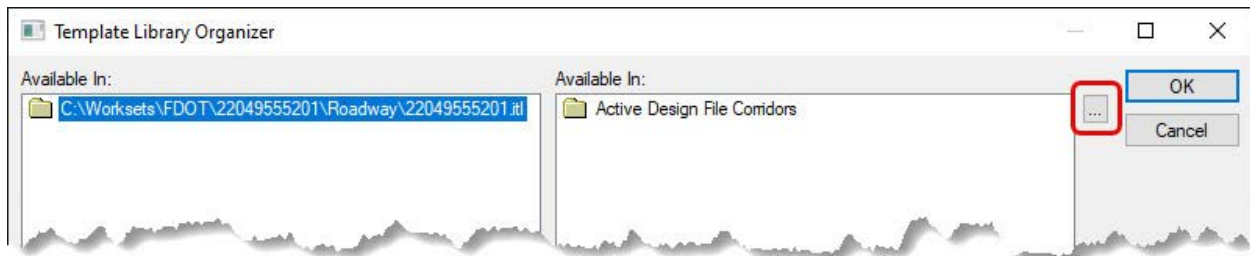 Template Library Organizer
Available In:
Available In:
C:\Worksets\FDOT\22049555201\Roadway\22049555201.itl
Active Design File Corridors
...
OK
Cancel